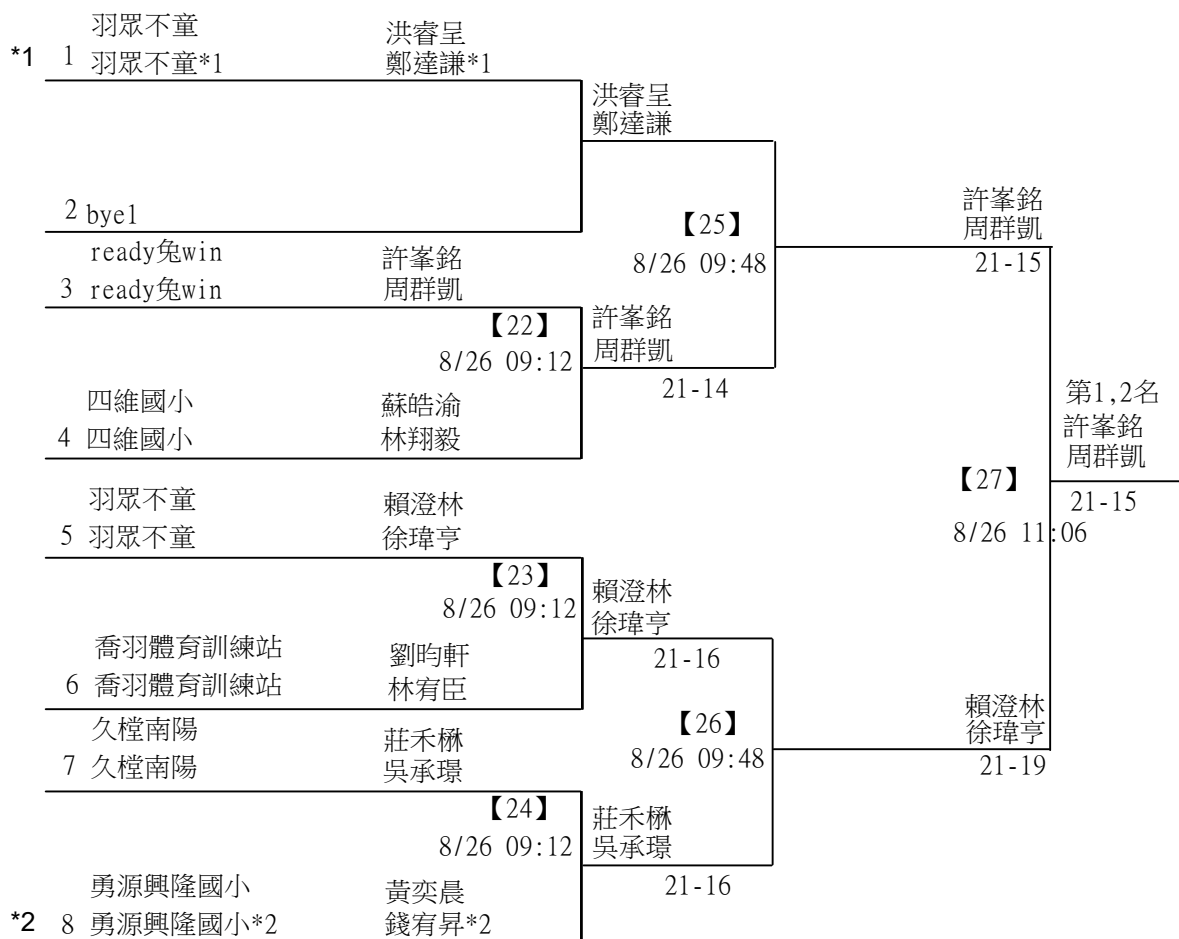 羽眾不童 洪睿呈
*1 1 羽眾不童*1 鄭達謙*1
洪睿呈
鄭達謙
2 bye1
【25】
8/26 09:48
許峯銘
周群凱
21-15
ready兔win 許峯銘
3 ready兔win 周群凱
【22】
8/26 09:12
許峯銘
周群凱
21-14
四維國小 蘇皓渝
4 四維國小 林翔毅
第1,2名
許峯銘
周群凱
【27】
21-15
8/26 11:06
羽眾不童 賴澄林
5 羽眾不童 徐瑋亨
【23】
8/26 09:12
賴澄林
徐瑋亨
21-16
喬羽體育訓練站 劉昀軒
6 喬羽體育訓練站 林宥臣
【26】
8/26 09:48
賴澄林
徐瑋亨
21-19
久樘南陽 莊禾楙
7 久樘南陽 吳承璟
【24】
8/26 09:12
莊禾楙
吳承璟
21-16
勇源興隆國小 黃奕晨
*2 8 勇源興隆國小*2 錢宥昇*2